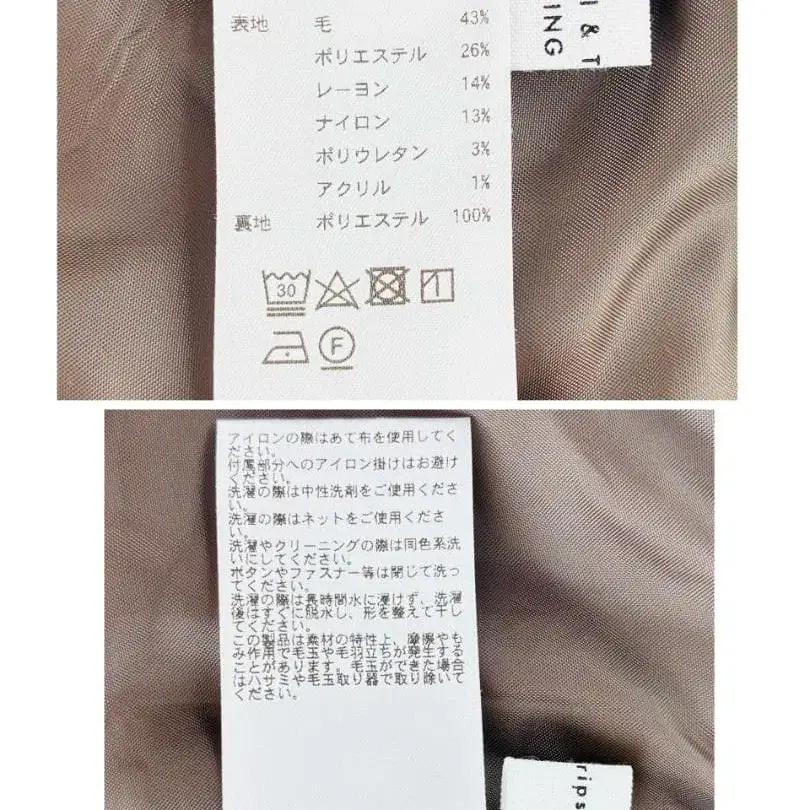 表地 毛 43%
ポリエステル 26%
レーヨン 14%
ナイロン 13%
ポリウレタン 3%
アクリル 1%
裏地 ポリエステル 100%
30
F
& T
ING
アイロンの際はあて布を使用してく
ださい。
付属部分へのアイロン掛けはお避け
ください。
洗濯の際は中性洗剤をご使用くださ
い。
洗濯の際はネットをご使用くださ
い。
洗濯やクリーニングの際は同色系洗
いにしてください。
ボタンやファスナー等は閉じて洗っ
てください。
洗濯の際は長時間水に浸けず、洗濯
後はすぐに脱水し、形を整えて干し
てください。
この製品は素材の特性上、摩擦やも
み作用で毛玉や毛羽立ちが発生する
ことがあります。毛玉ができた場合
はハサミや毛玉取り器で取り除いて
ください。
rips